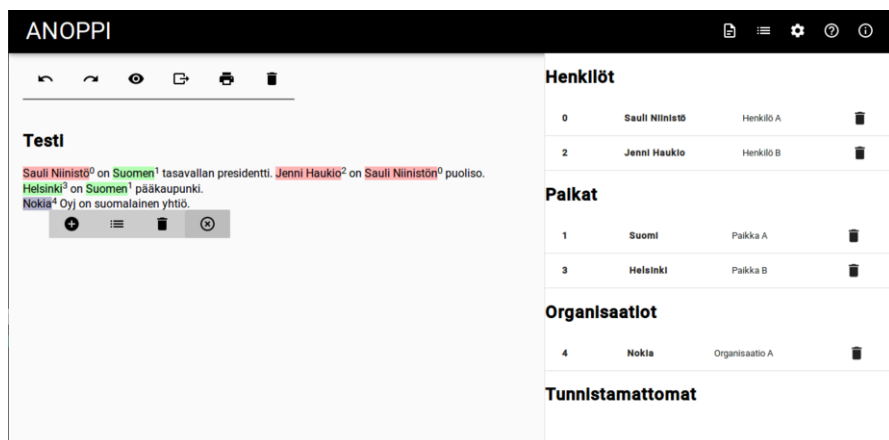 ANOPPI
Testi
Sauli Niinistö⁰ on Suomen¹ tasavallan presidentti. Jenni Haukio² on Sauli Niinistön⁰ puoliso.
Helsinki³ on Suomen¹ pääkaupunki.
Nokia⁴ Oyj on suomalainen yhtiö.
Henkilöt
0 Sauli Niinistö Henkilö A
2 Jenni Haukio Henkilö B
Paikat
1 Suomi Paikka A
3 Helsinki Paikka B
Organisaatiot
4 Nokia Organisaatio A
Tunnistamattomat